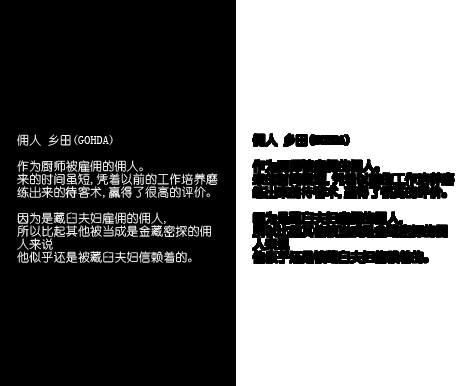 佣人 乡田(GOHDA)
作为厨师被雇佣的佣人。
来的时间虽短,凭着以前的工作培养磨
练出来的待客术,赢得了很高的评价。
因为是藏臼夫妇雇佣的佣人,
所以比起其他被当成是金藏密探的佣
人来说
他似乎还是被藏臼夫妇信赖着的。
佣人 乡田(GOHDA)
作为厨师被雇佣的佣人。
来的时间虽短,凭着以前的工作培养磨
练出来的待客术,赢得了很高的评价。
因为是藏臼夫妇雇佣的佣人,
所以比起其他被当成是金藏密探的佣
人来说
他似乎还是被藏臼夫妇信赖着的。